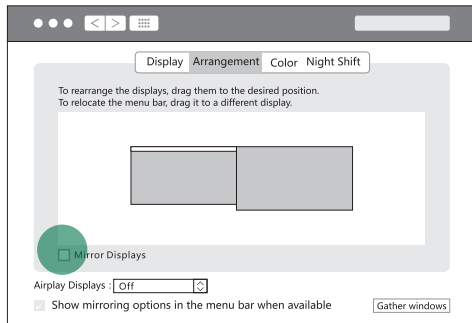 Display Arrangement Color Night Shift
To rearrange the displays, drag them to the desired position.
To relocate the menu bar, drag it to a different display.
Mirror Displays
Airplay Displays : Off
Show mirroring options in the menu bar when available
Gather windows